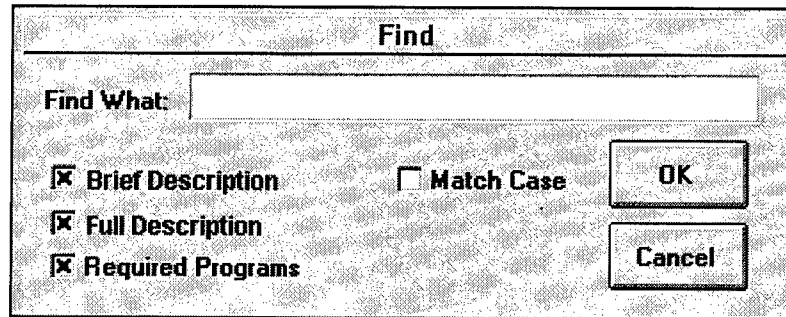 Find
Find What:
Brief Description
Match Case
OK
Full Description
Required Programs
Cancel